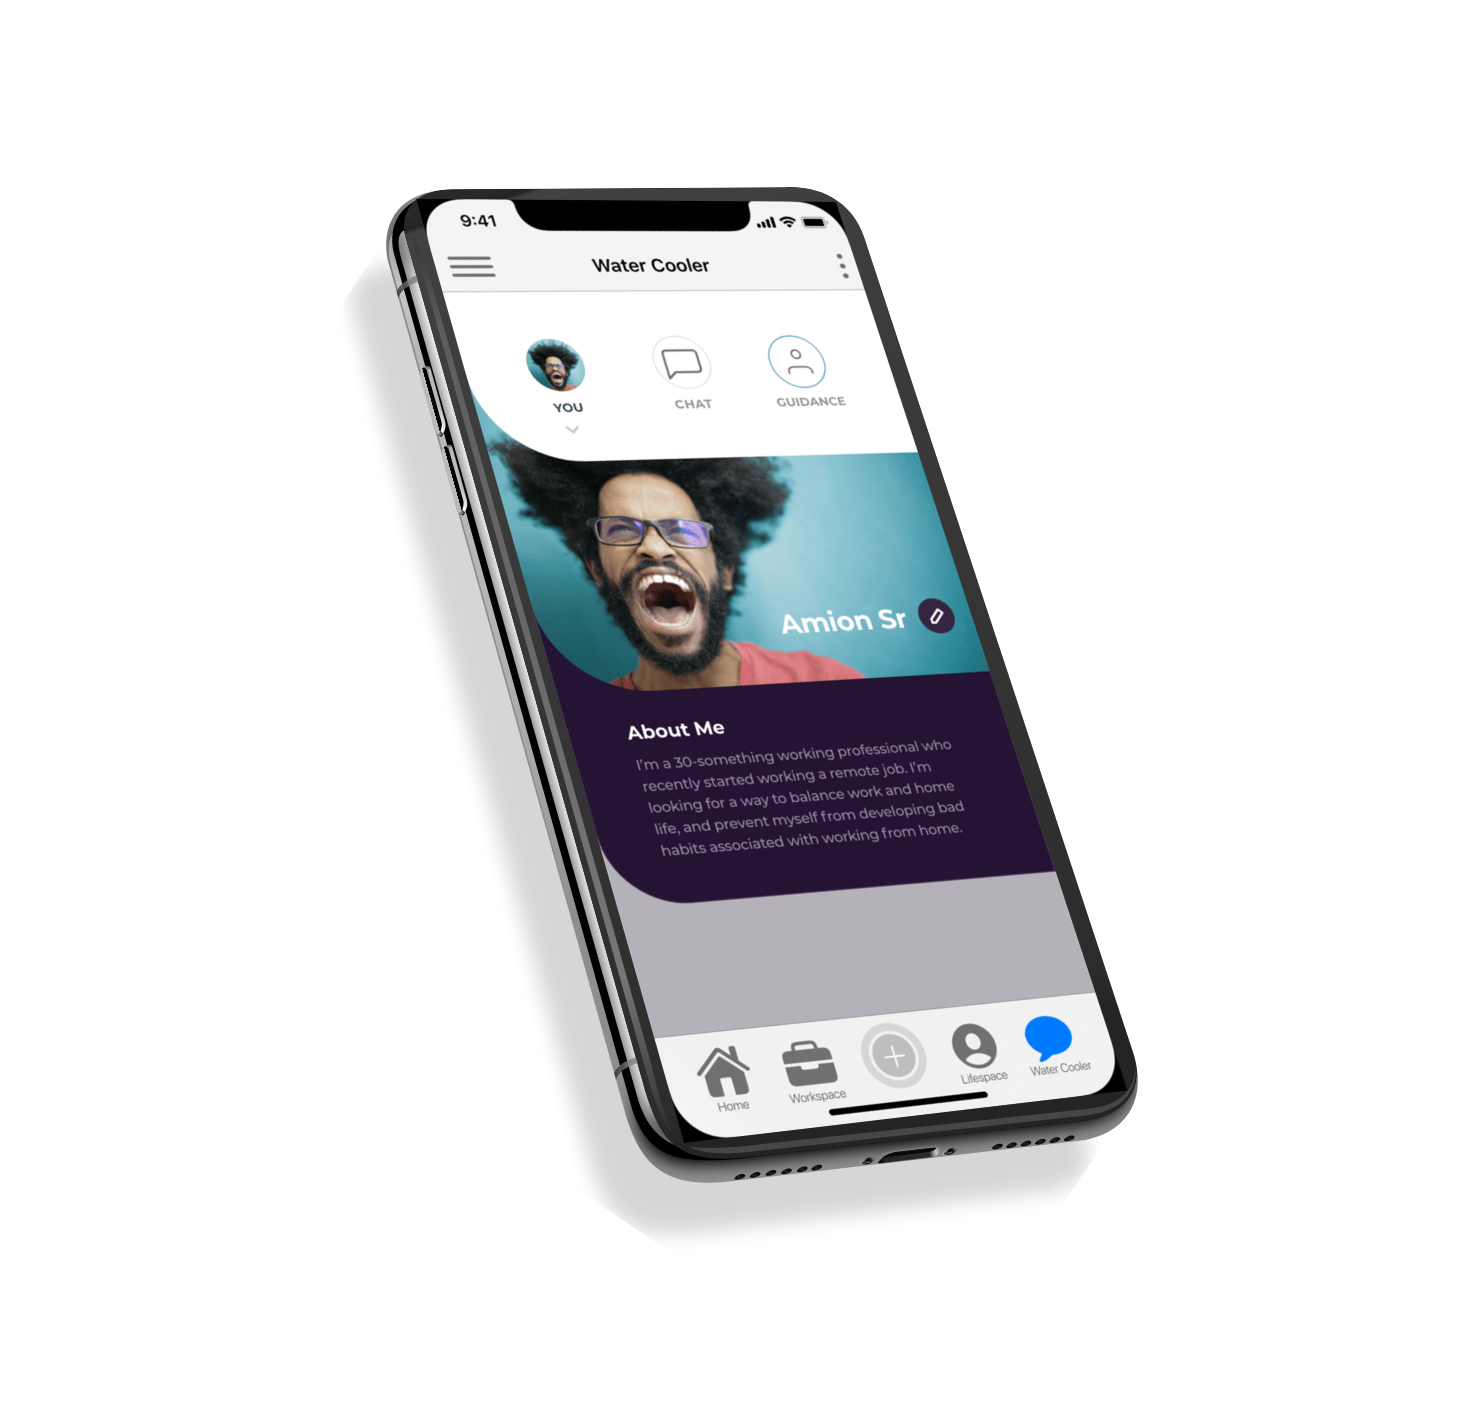 9:41
Water Cooler
YOU
CHAT
GUIDANCE
Amion Sr
About Me
I'm a 30-something working professional who
recently started working a remote job. I'm
looking for a way to balance work and home
life, and prevent myself from developing bad
habits associated with working from home.
Home
Workspace
Lifespace
Water Cooler